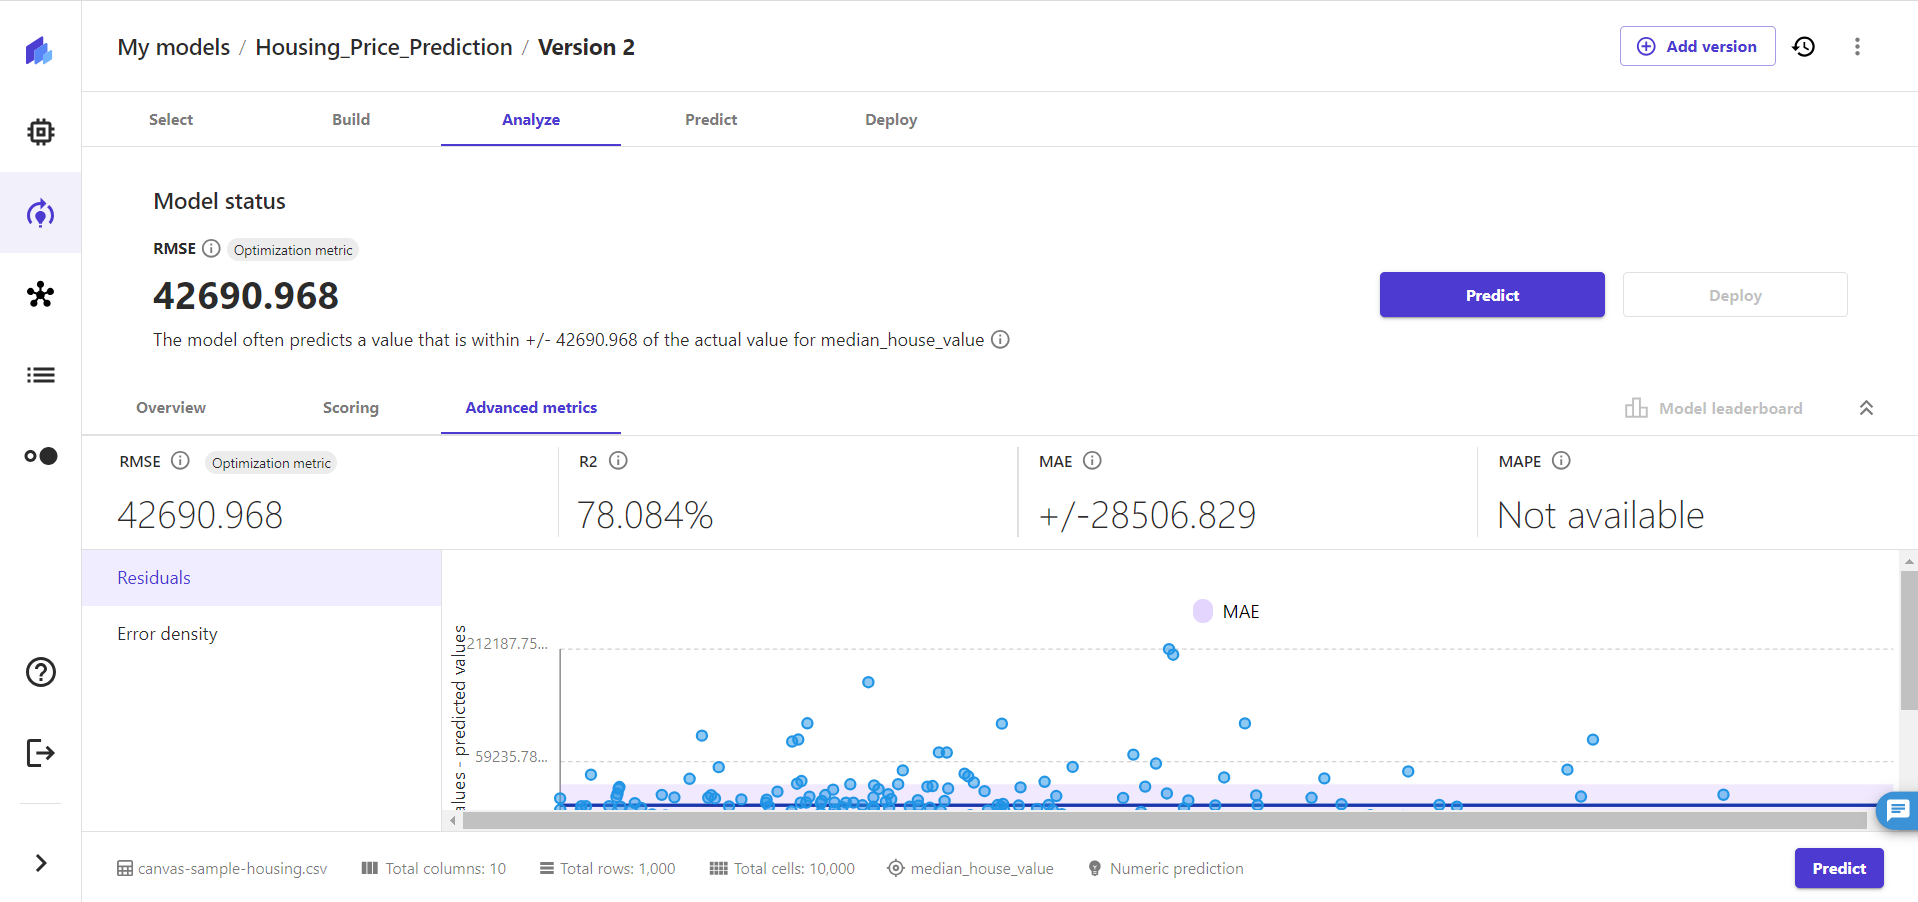 My models / Housing_Price_Prediction / Version 2
Add version
Select Build Analyze Predict Deploy
Model status
RMSE Optimization metric
42690.968
Predict Deploy
The model often predicts a value that is within +/- 42690.968 of the actual value for median_house_value
Overview Scoring Advanced metrics Model leaderboard
RMSE Optimization metric R2 MAE MAPE
42690.968 78.084% +/-28506.829 Not available
Residuals
Error density
MAE
212187.75...
59235.78...
alues - predicted values
canvas-sample-housing.csv Total columns: 10 Total rows: 1,000 Total cells: 10,000 median_house_value Numeric prediction Predict